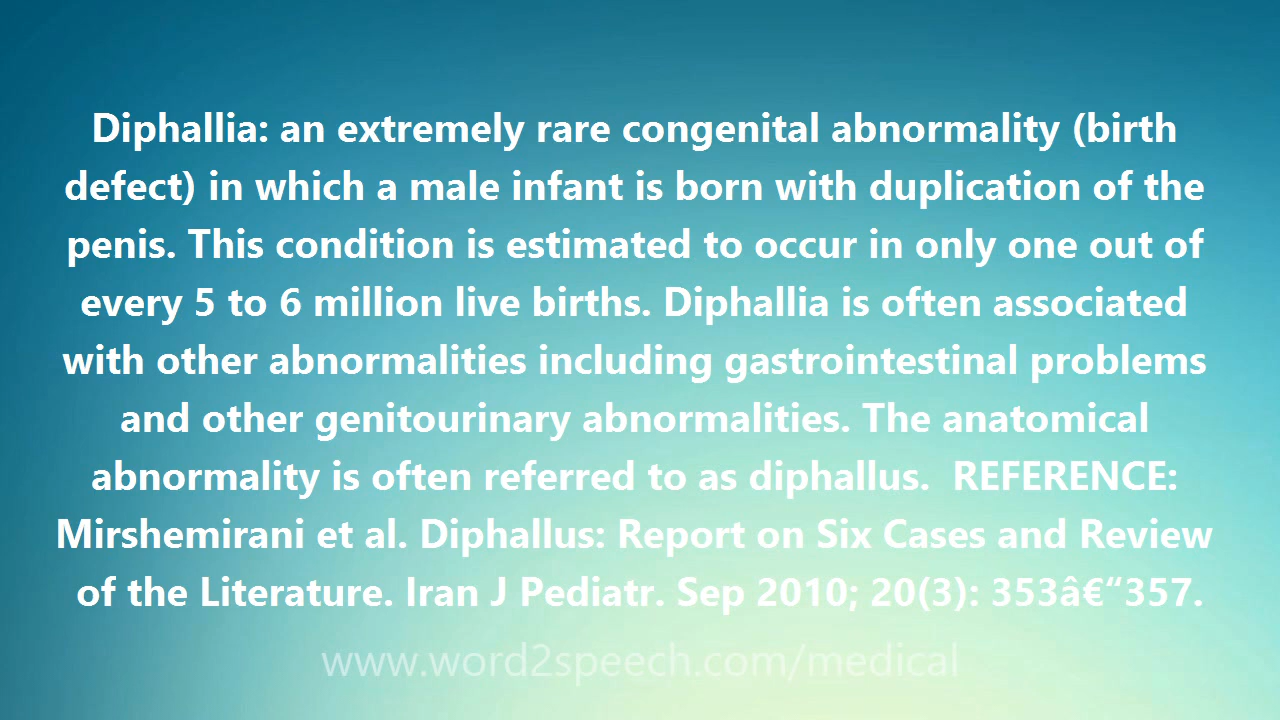 Diphallia: an extremely rare congenital abnormality (birth
defect) in which a male infant is born with duplication of the
penis. This condition is estimated to occur in only one out of
every 5 to 6 million live births. Diphallia is often associated
with other abnormalities including gastrointestinal problems
and other genitourinary abnormalities. The anatomical
abnormality is often referred to as diphallus.  REFERENCE:
Mirshemirani et al. Diphallus: Report on Six Cases and Review
of the Literature. Iran J Pediatr. Sep 2010; 20(3): 353â€“357.
www.word2speech.com/medical